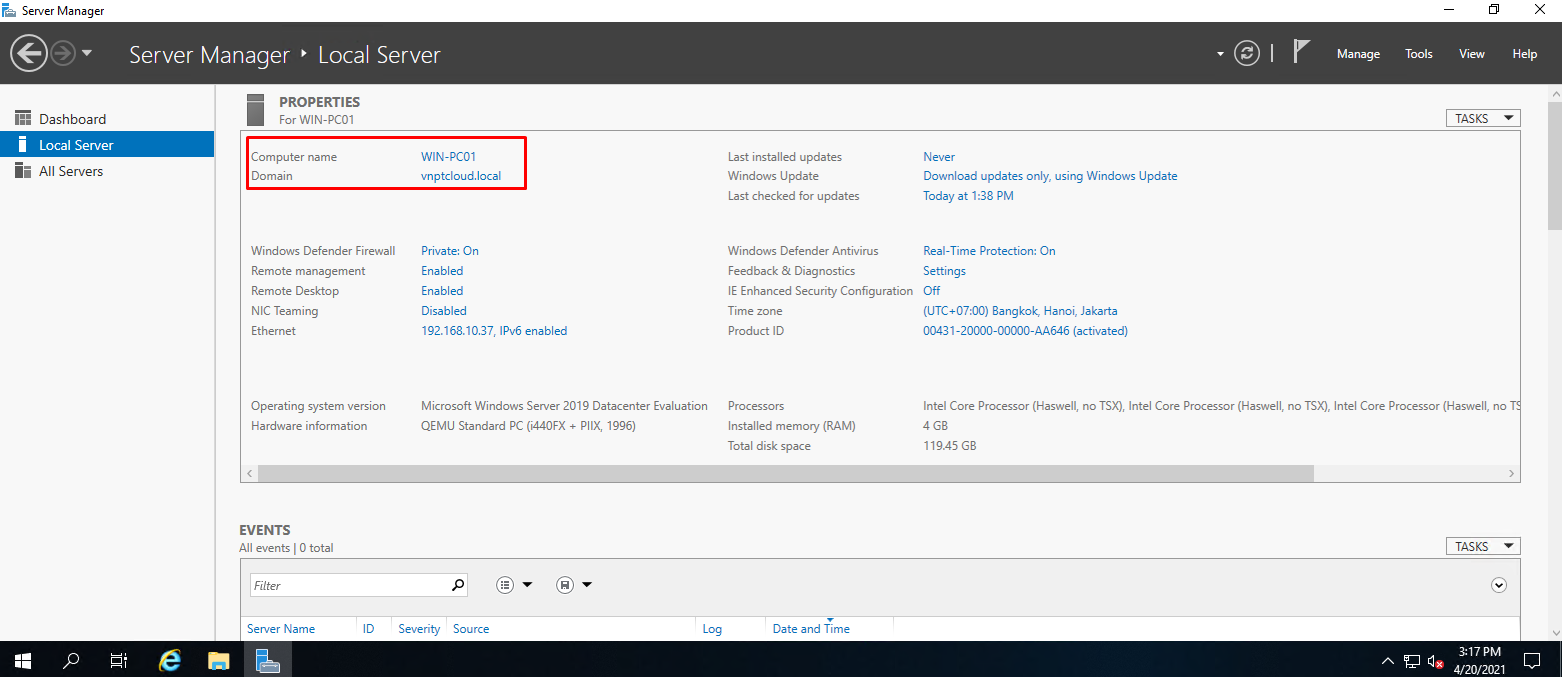 Server Manager
Server Manager ‣ Local Server
Manage Tools View Help
Dashboard
Local Server
All Servers
PROPERTIES
For WIN-PC01
TASKS
Computer name WIN-PC01
Domain vnptcloud.local
Last installed updates Never
Windows Update Download updates only, using Windows Update
Last checked for updates Today at 1:38 PM
Windows Defender Firewall Private: On
Remote management Enabled
Remote Desktop Enabled
NIC Teaming Disabled
Ethernet 192.168.10.37, IPv6 enabled
Windows Defender Antivirus Real-Time Protection: On
Feedback & Diagnostics Settings
IE Enhanced Security Configuration Off
Time zone (UTC+07:00) Bangkok, Hanoi, Jakarta
Product ID 00431-20000-00000-AA646 (activated)
Operating system version Microsoft Windows Server 2019 Datacenter Evaluation
Hardware information QEMU Standard PC (i440FX + PIIX, 1996)
Processors Intel Core Processor (Haswell, no TSX), Intel Core Processor (Haswell, no TSX), Intel Core Processor (Haswell, no TS
Installed memory (RAM) 4 GB
Total disk space 119.45 GB
EVENTS
All events | 0 total
TASKS
Filter
Server Name ID Severity Source Log Date and Time
3:17 PM
4/20/2021